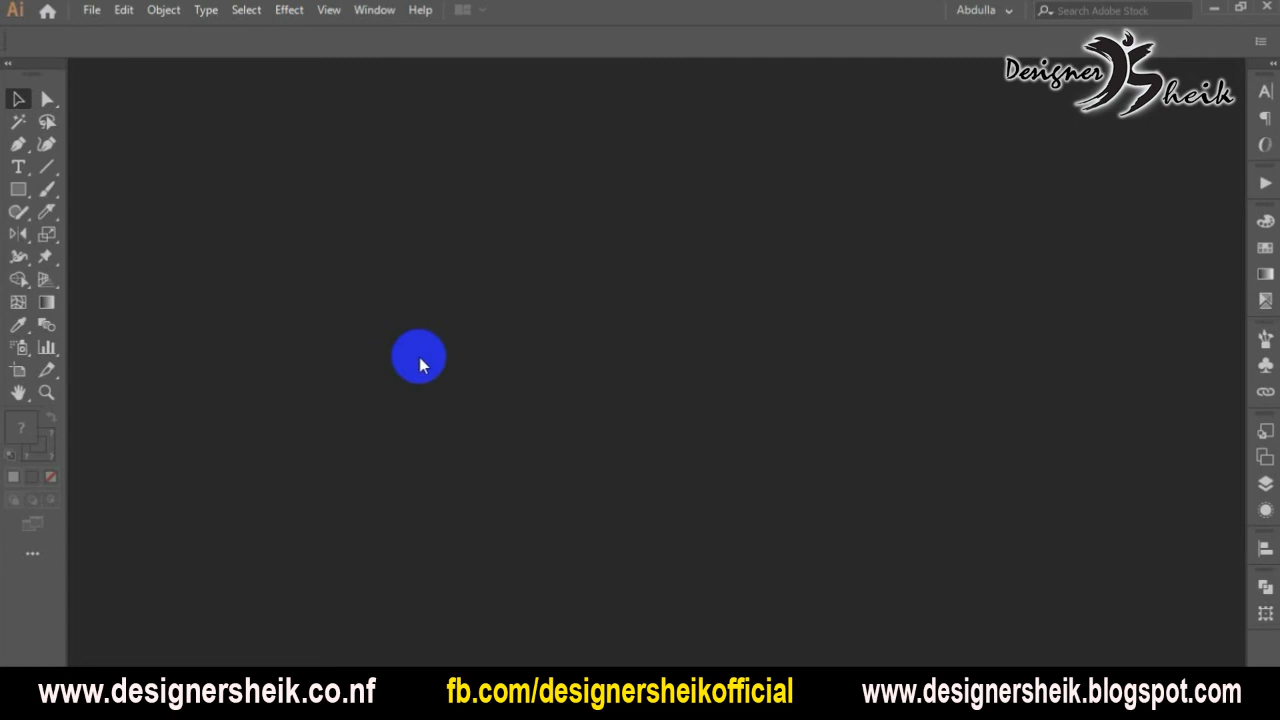 Ai File Edit Object Type Select Effect View Window Help Abdulla Search Adobe Stock
Designer Sheik
www.designersheik.co.nf fb.com/designersheikofficial www.designersheik.blogspot.com